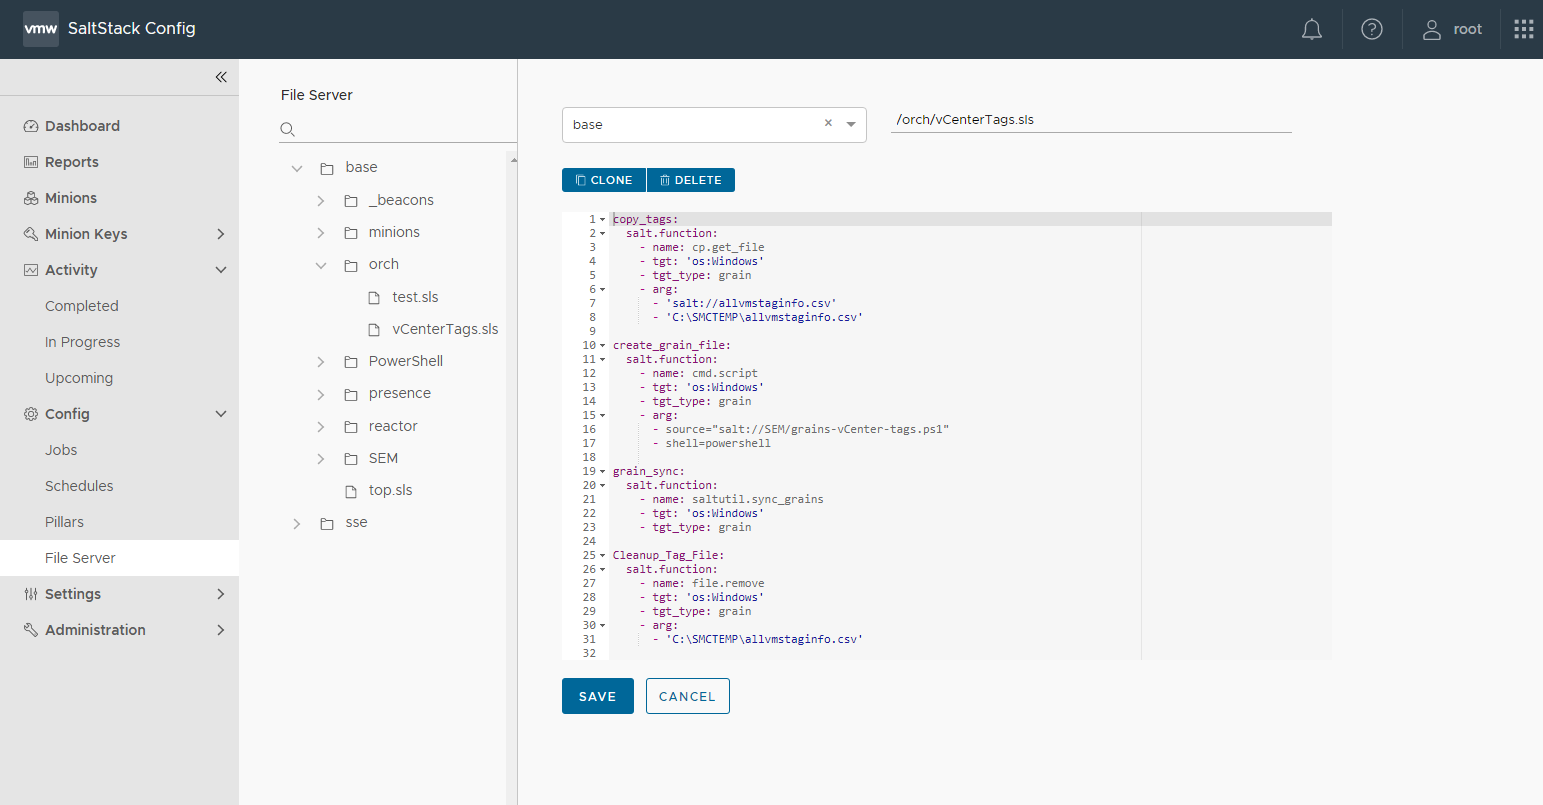 vmw SaltStack Config
root
Dashboard
Reports
Minions
Minion Keys
Activity
Completed
In Progress
Upcoming
Config
Jobs
Schedules
Pillars
File Server
Settings
Administration
File Server
base
_beacons
minions
orch
test.sls
vCenterTags.sls
PowerShell
presence
reactor
SEM
top.sls
sse
base
/orch/vCenterTags.sls
CLONE
DELETE
1 copy_tags:
2   salt.function:
3     - name: cp.get_file
4     - tgt: 'os:Windows'
5     - tgt_type: grain
6     - arg:
7       - 'salt://allvmstaginfo.csv'
8       - 'C:\SMCTEMP\allvmstaginfo.csv'
9
10 create_grain_file:
11   salt.function:
12     - name: cmd.script
13     - tgt: 'os:Windows'
14     - tgt_type: grain
15     - arg:
16       - source="salt://SEM/grains-vCenter-tags.ps1"
17       - shell=powershell
18
19 grain_sync:
20   salt.function:
21     - name: saltutil.sync_grains
22     - tgt: 'os:Windows'
23     - tgt_type: grain
24
25 Cleanup_Tag_File:
26   salt.function:
27     - name: file.remove
28     - tgt: 'os:Windows'
29     - tgt_type: grain
30     - arg:
31       - 'C:\SMCTEMP\allvmstaginfo.csv'
32
SAVE
CANCEL